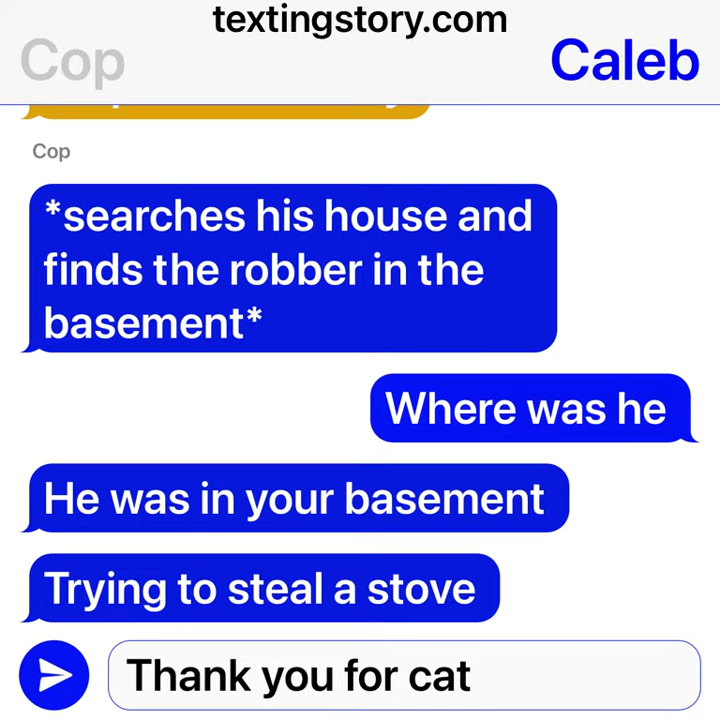 textingstory.com
Cop
Caleb
Cop
*searches his house and
finds the robber in the
basement*
Where was he
He was in your basement
Trying to steal a stove
Thank you for cat